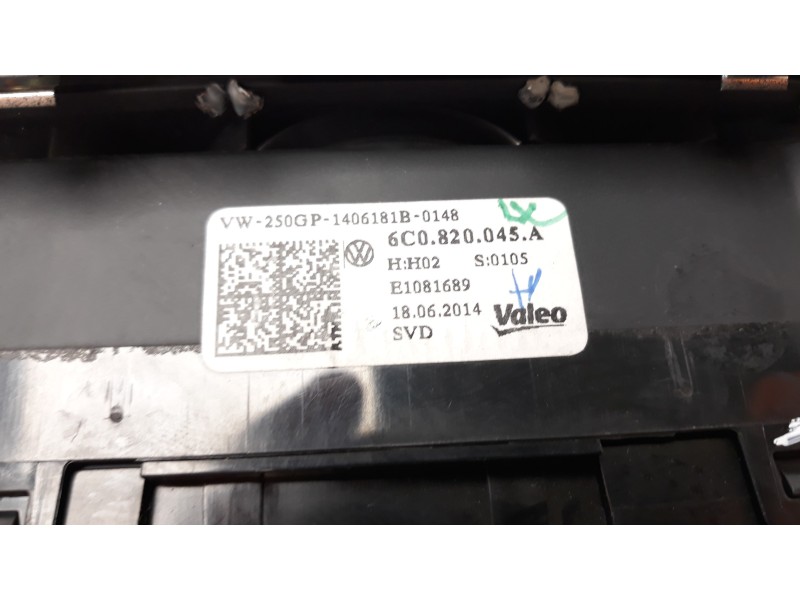 VW-250GP-1406181B-0148
6C0.820.045.A
H:H02 S:0105
E1081689
18.06.2014 Valeo
SVD